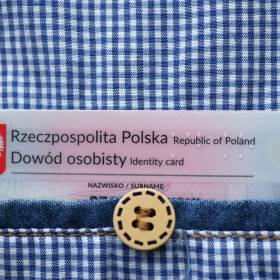 Rzeczpospolita Polska Republic of Poland
Dowód osobisty Identity card
NAZWISKO / SURNAME